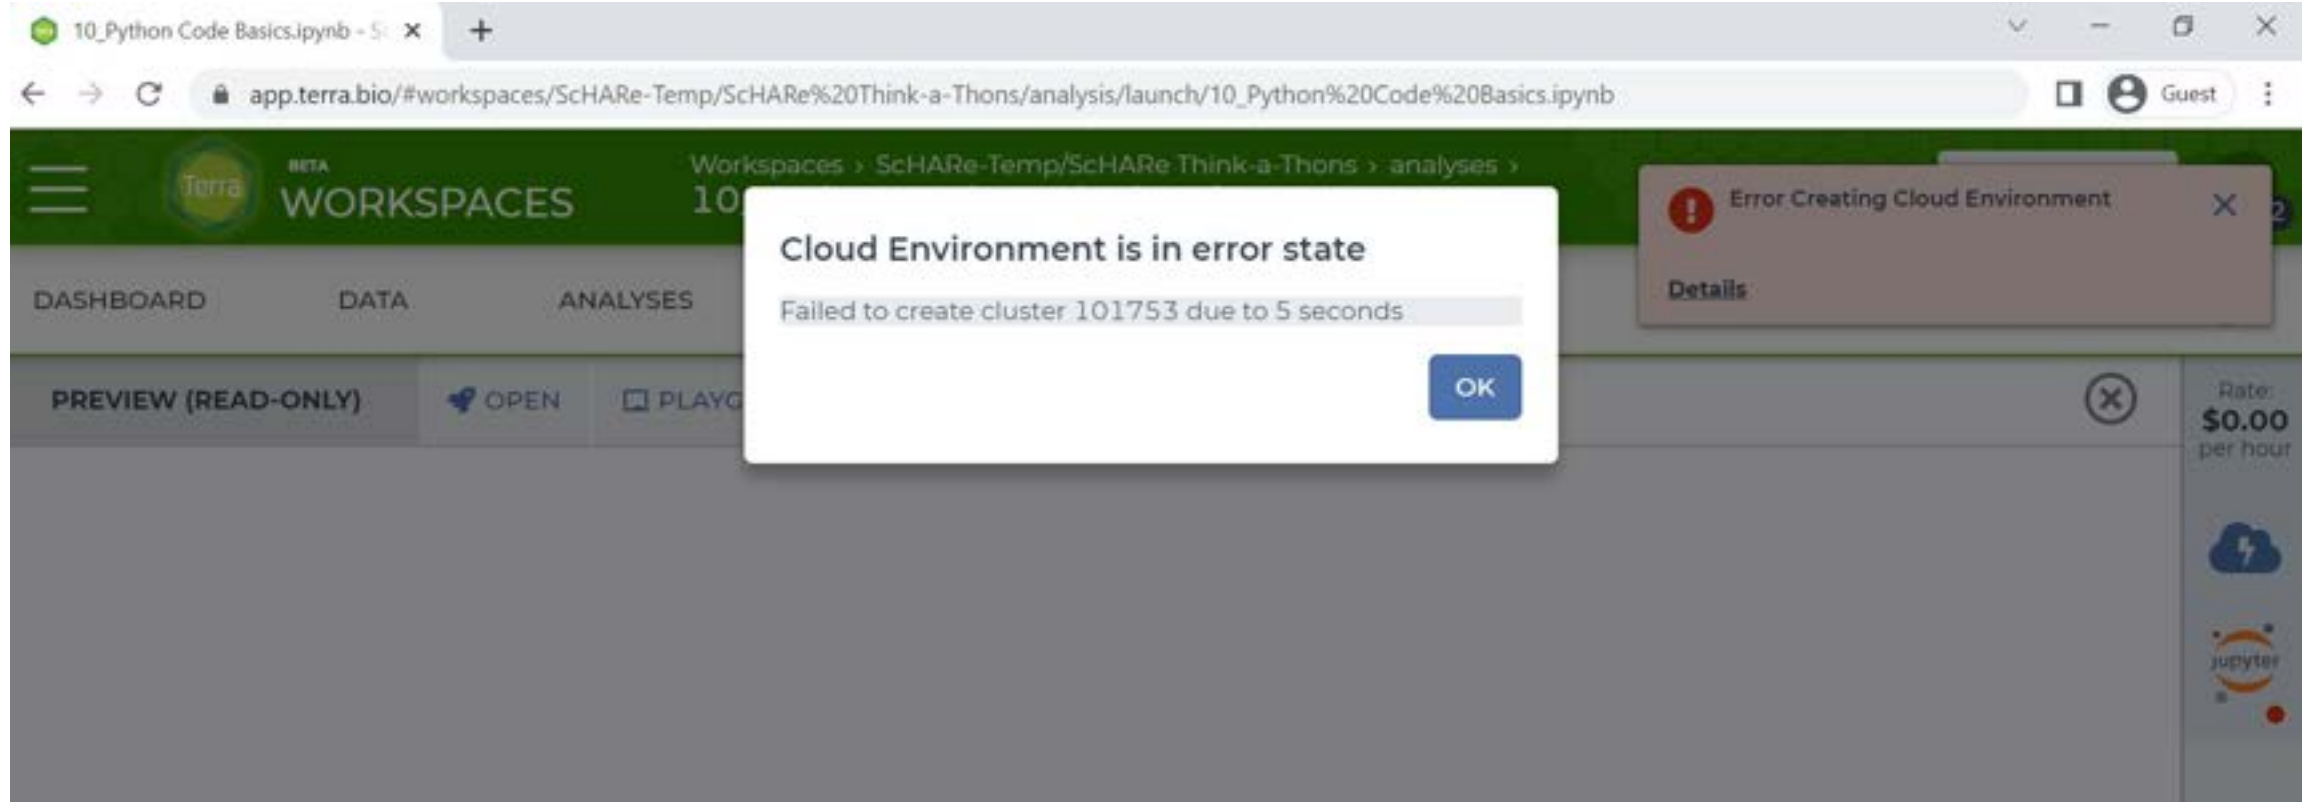 10_Python Code Basics.ipynb - S
app.terra.bio/#workspaces/ScHARe-Temp/ScHARe%20Think-a-Thons/analysis/launch/10_Python%20Code%20Basics.ipynb
Guest
Terra
BETA
WORKSPACES
Workspaces › ScHARe-Temp/ScHARe Think-a-Thons › analyses ›
10
Error Creating Cloud Environment
2
Details
Cloud Environment is in error state
Failed to create cluster 101753 due to 5 seconds
OK
DASHBOARD
DATA
ANALYSES
PREVIEW (READ-ONLY)
OPEN
PLAYG
Rate:
$0.00
per hour
jupyter